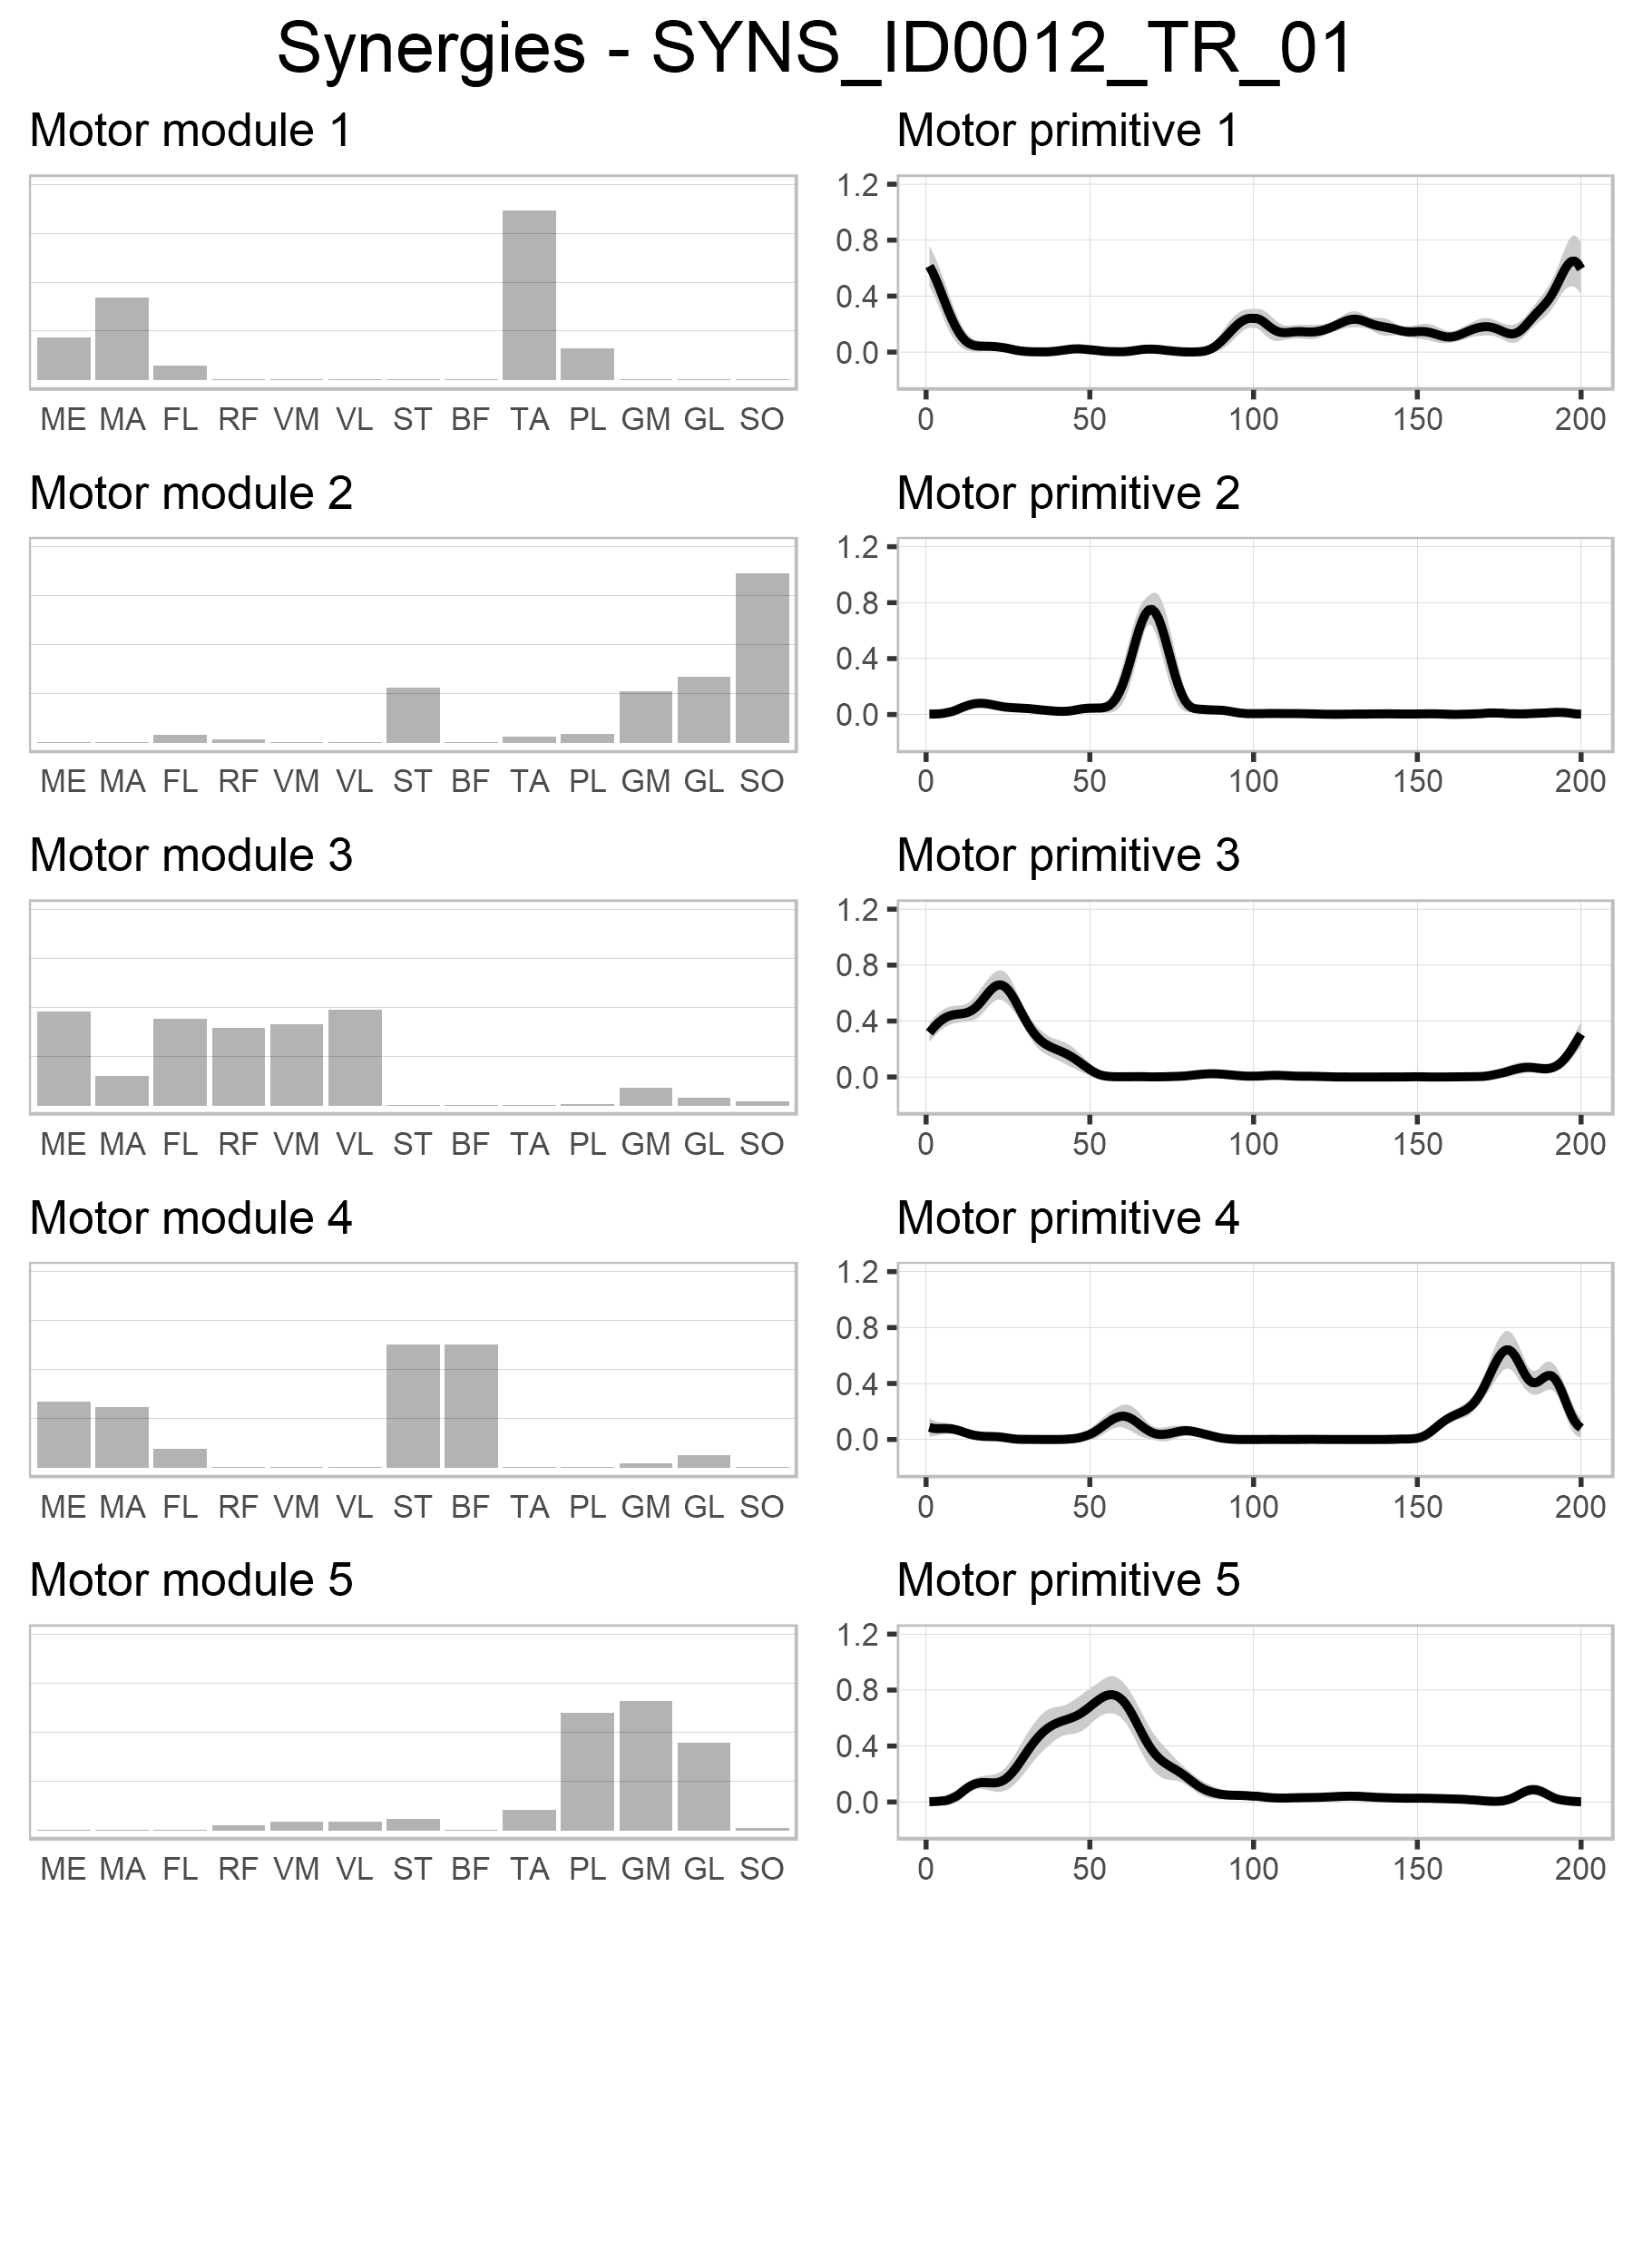 Synergies - SYNS_ID0012_TR_01
Motor module 1
Motor primitive 1
1.2
0.8
0.4
0.0
ME MA FL RF VM VL ST BF TA PL GM GL SO
0 50 100 150 200
Motor module 2
Motor primitive 2
1.2
0.8
0.4
0.0
ME MA FL RF VM VL ST BF TA PL GM GL SO
0 50 100 150 200
Motor module 3
Motor primitive 3
1.2
0.8
0.4
0.0
ME MA FL RF VM VL ST BF TA PL GM GL SO
0 50 100 150 200
Motor module 4
Motor primitive 4
1.2
0.8
0.4
0.0
ME MA FL RF VM VL ST BF TA PL GM GL SO
0 50 100 150 200
Motor module 5
Motor primitive 5
1.2
0.8
0.4
0.0
ME MA FL RF VM VL ST BF TA PL GM GL SO
0 50 100 150 200